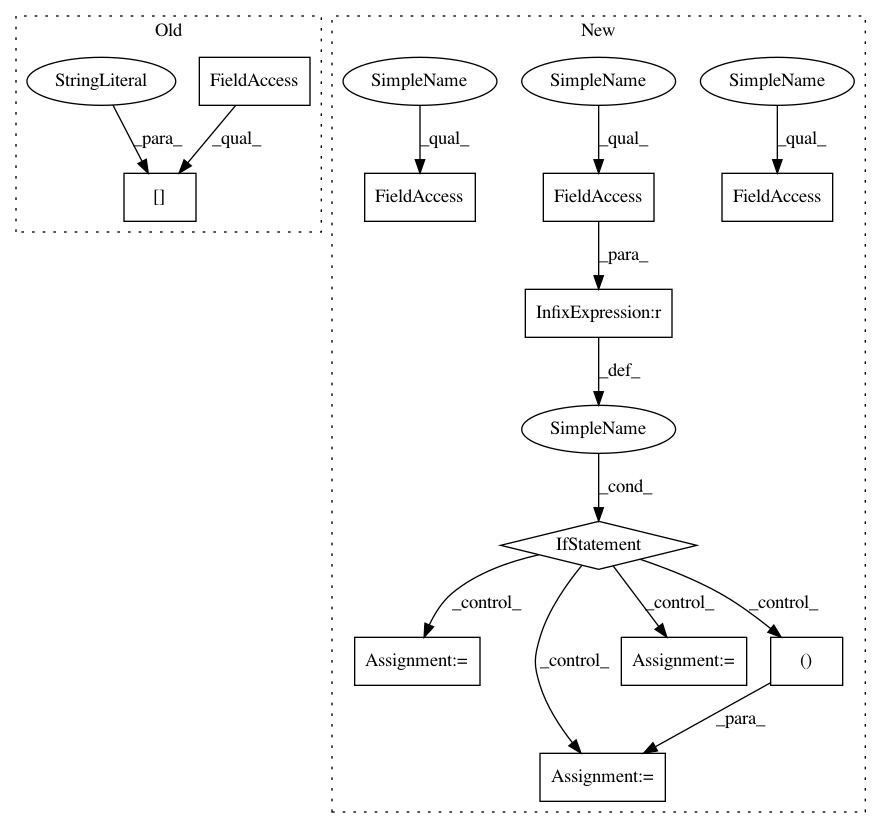 Old
New
StringLiteral
FieldAccess
SimpleName
SimpleName
SimpleName
_para_
_qual_
_qual_
_qual_
_qual_
[]
FieldAccess
FieldAccess
FieldAccess
_para_
InfixExpression:r
_def_
SimpleName
_cond_
IfStatement
_control_
_control_
_control_
_control_
Assignment:=
Assignment:=
()
_para_
Assignment:=